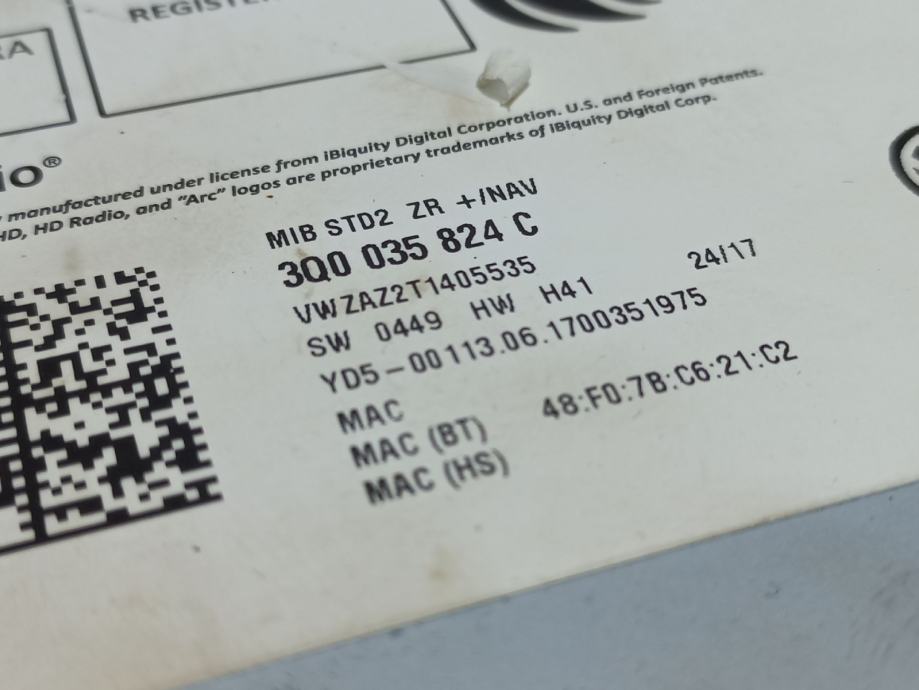 REGISTE
RA
io®
manufactured under license from iBiquity Digital Corporation. U.S. and Foreign Patents.
HD, HD Radio, and "Arc" logos are proprietary trademarks of iBiquity Digital Corp.
MIB STD2 ZR +/NAV
3Q0 035 824 C
VWZAZ2T1405535
SW 0449 HW H41 24/17
YD5-00113.06.1700351975
MAC
MAC (BT) 48:F0:7B:C6:21:C2
MAC (HS)